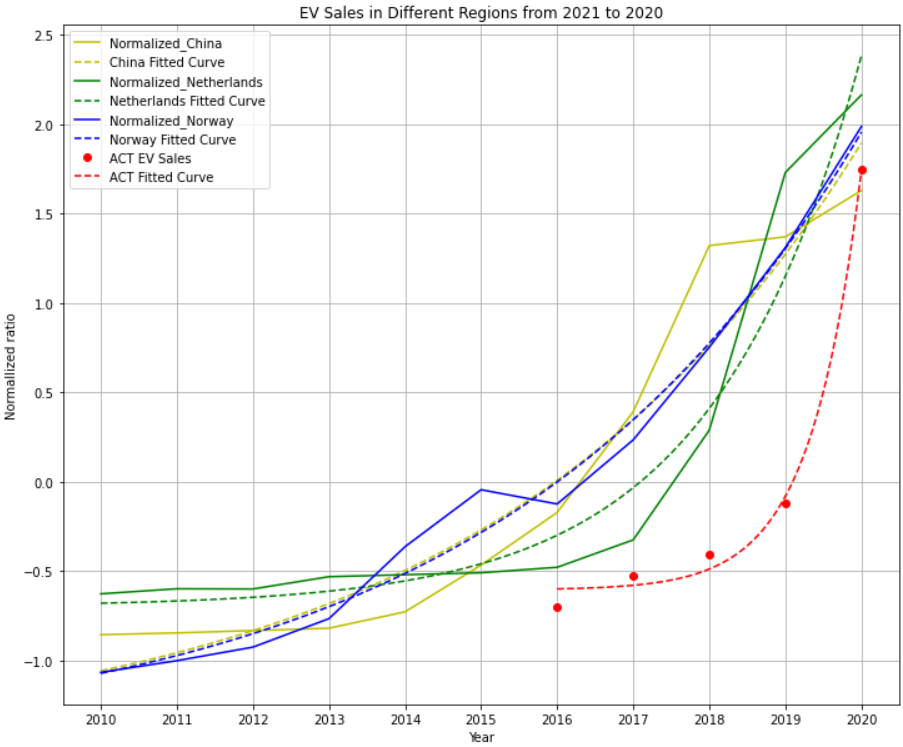 EV Sales in Different Regions from 2021 to 2020
Normalized_China
China Fitted Curve
Normalized_Netherlands
Netherlands Fitted Curve
Normalized_Norway
Norway Fitted Curve
ACT EV Sales
ACT Fitted Curve
2.5
2.0
1.5
1.0
0.5
0.0
−0.5
−1.0
Normallized ratio
2010 2011 2012 2013 2014 2015 2016 2017 2018 2019 2020
Year